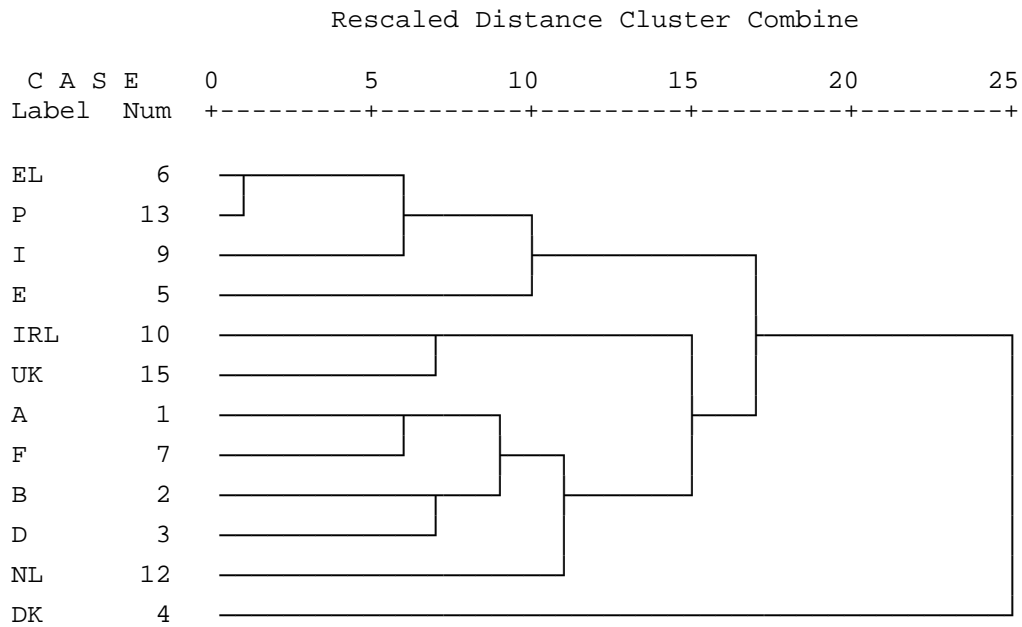 Rescaled Distance Cluster Combine
C A S E 0 5 10 15 20 25
Label Num +---------+---------+---------+---------+---------+
EL 6
P 13
I 9
E 5
IRL 10
UK 15
A 1
F 7
B 2
D 3
NL 12
DK 4